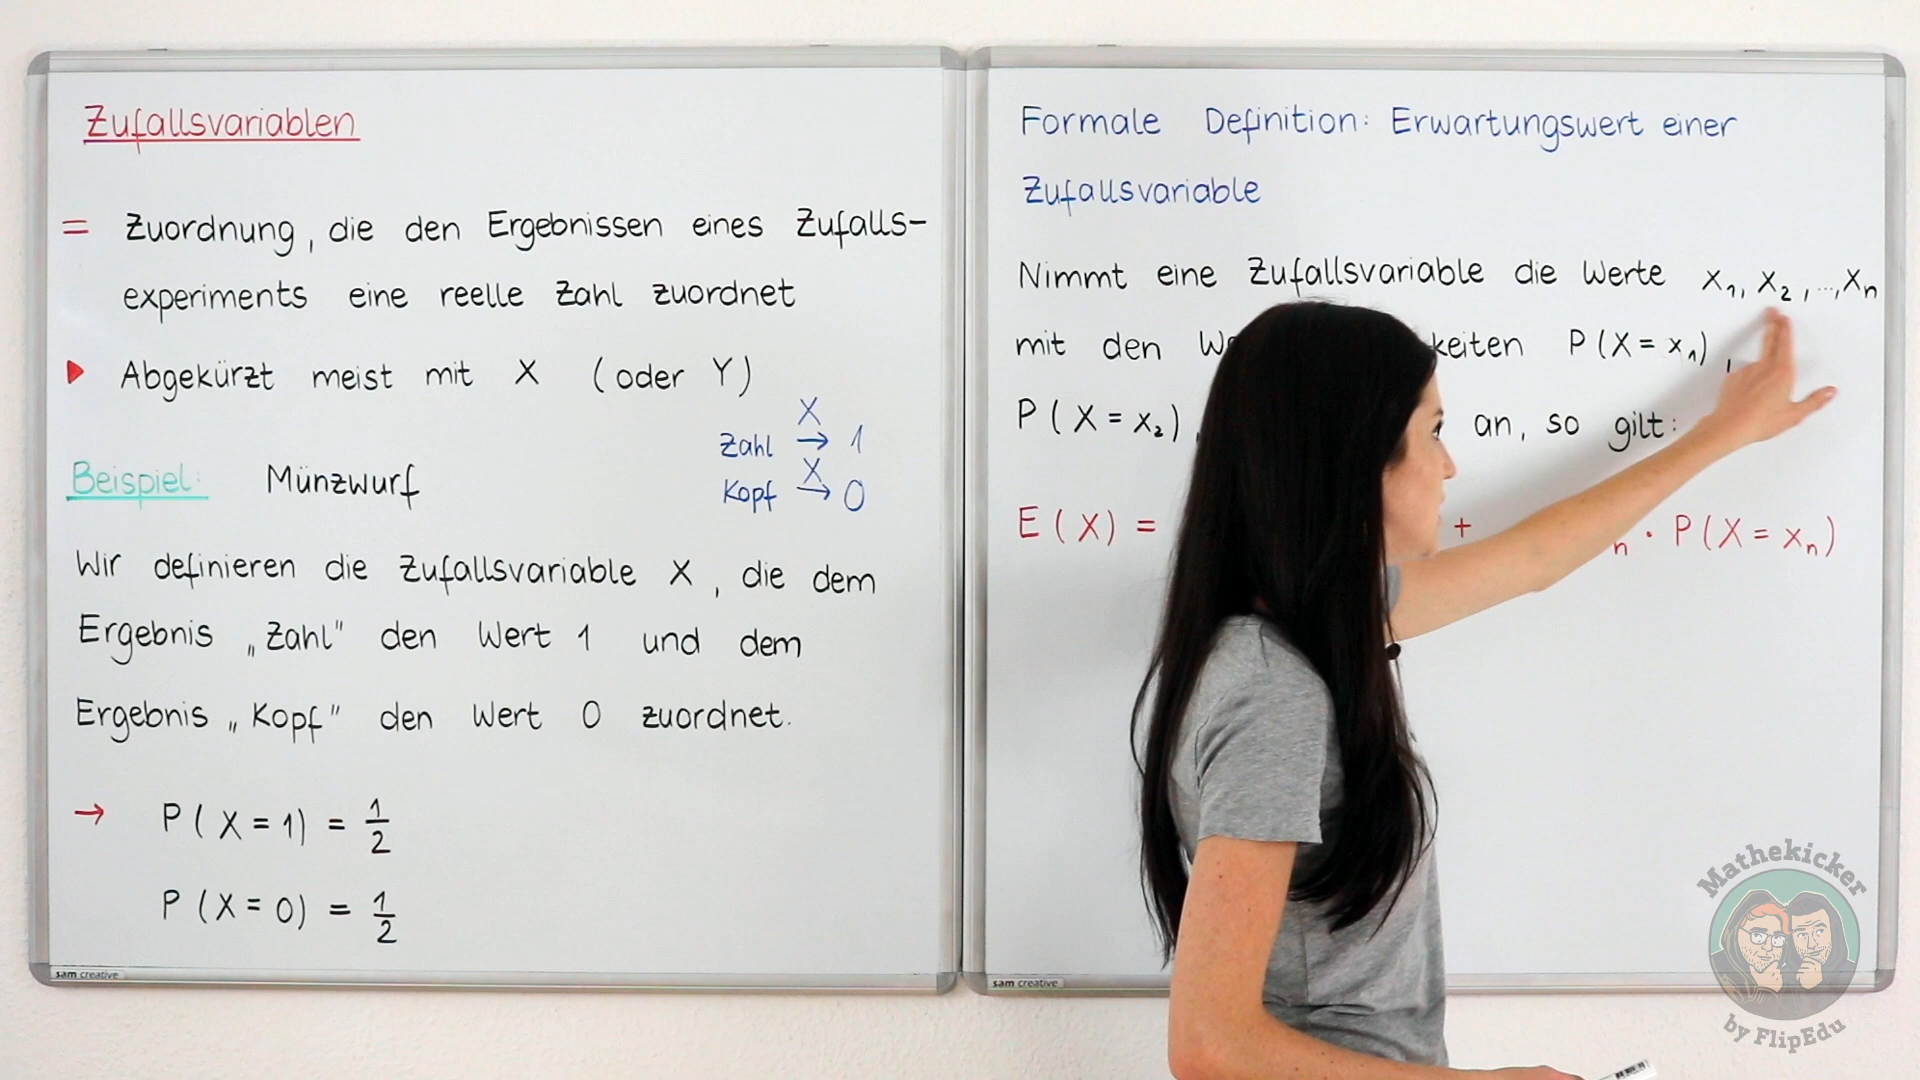 Zufallsvariablen
= Zuordnung, die den Ergebnissen eines Zufalls-
experiments eine reelle Zahl zuordnet
▶ Abgekürzt meist mit X (oder Y)
Zahl X→ 1
Kopf X→ 0
Beispiel: Münzwurf
Wir definieren die Zufallsvariable X, die dem
Ergebnis „Zahl" den Wert 1 und dem
Ergebnis „Kopf" den Wert 0 zuordnet.
→ P(X = 1) = 1/2
P(X = 0) = 1/2
sam creative
Formale Definition: Erwartungswert einer
Zufallsvariable
Nimmt eine Zufallsvariable die Werte x₁, x₂, ..., xₙ
mit den keiten P(X = x₁),
P(X = x₂), an, so gilt:
E(X) = + ₙ · P(X = xₙ)
sam creative
Mathekicker
by FlipEdu